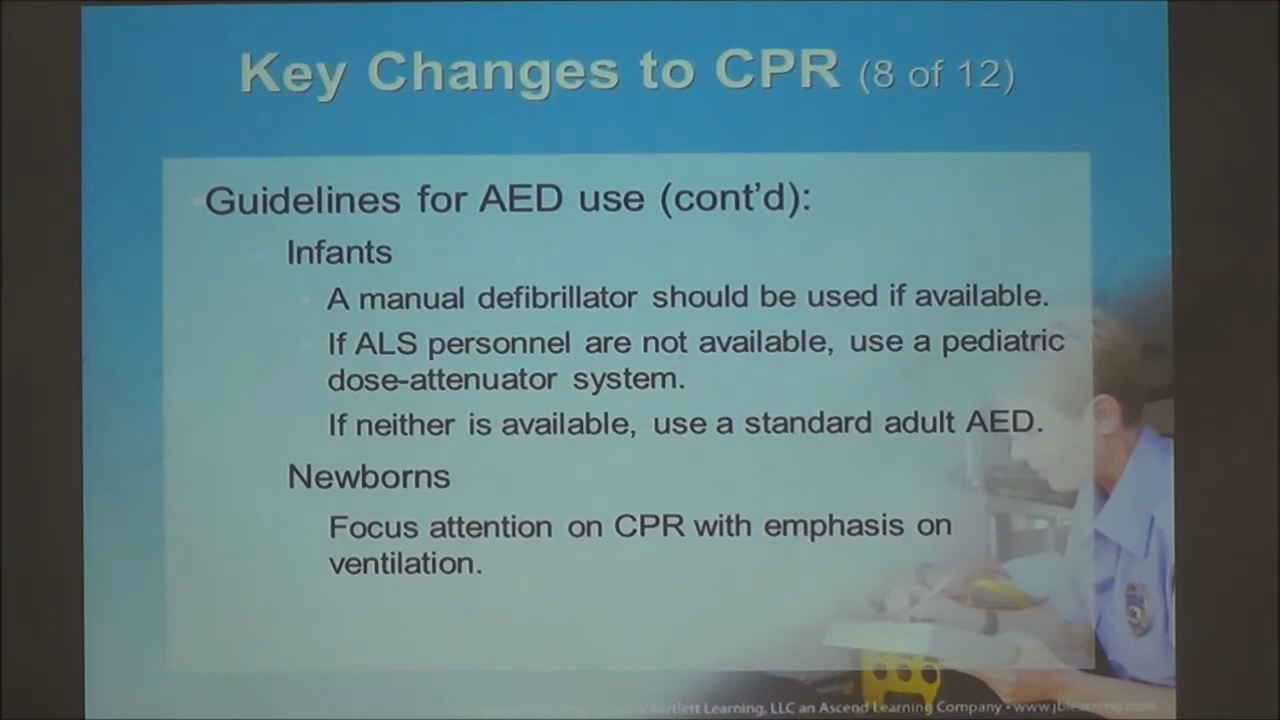 Key Changes to CPR (8 of 12)
Guidelines for AED use (cont'd):
Infants
A manual defibrillator should be used if available.
If ALS personnel are not available, use a pediatric
dose-attenuator system.
If neither is available, use a standard adult AED.
Newborns
Focus attention on CPR with emphasis on
ventilation.
Learning, LLC an Ascend Learning Company • www.jblearning.com